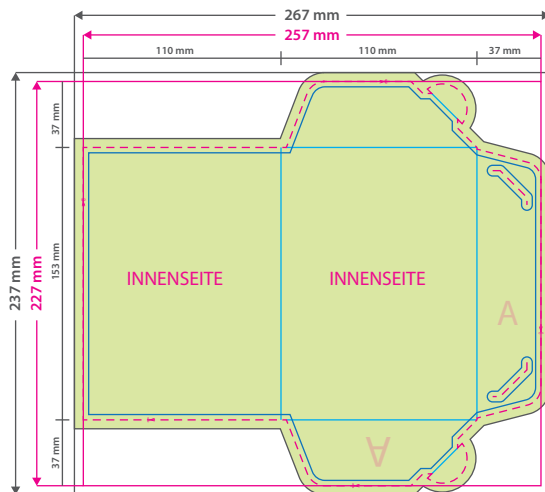 267 mm
257 mm
110 mm 110 mm 37 mm
237 mm
227 mm
37 mm
153 mm
37 mm
INNENSEITE INNENSEITE
A
A